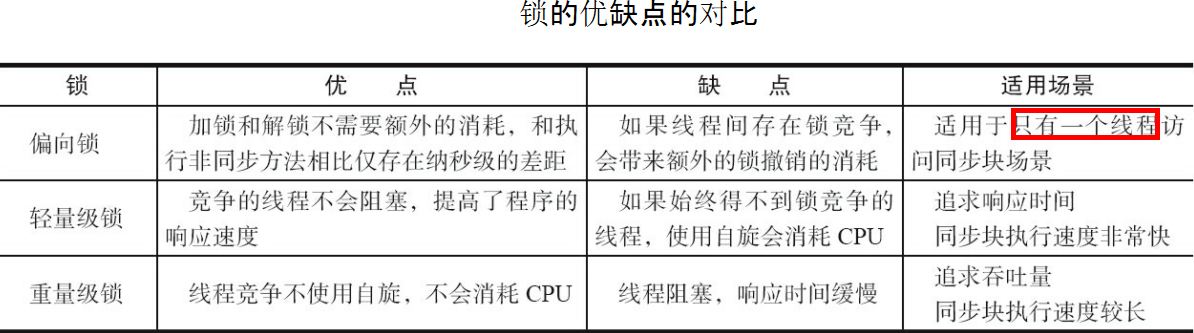 锁的优缺点的对比
锁 优 点 缺 点 适用场景
偏向锁 加锁和解锁不需要额外的消耗，和执 如果线程间存在锁竞争， 适用于只有一个线程访
行非同步方法相比仅存在纳秒级的差距 会带来额外的锁撤销的消耗 问同步块场景
轻量级锁 竞争的线程不会阻塞，提高了程序的 如果始终得不到锁竞争的 追求响应时间
响应速度 线程，使用自旋会消耗 CPU 同步块执行速度非常快
重量级锁 线程竞争不使用自旋，不会消耗 CPU 线程阻塞，响应时间缓慢 追求吞吐量
同步块执行速度较长